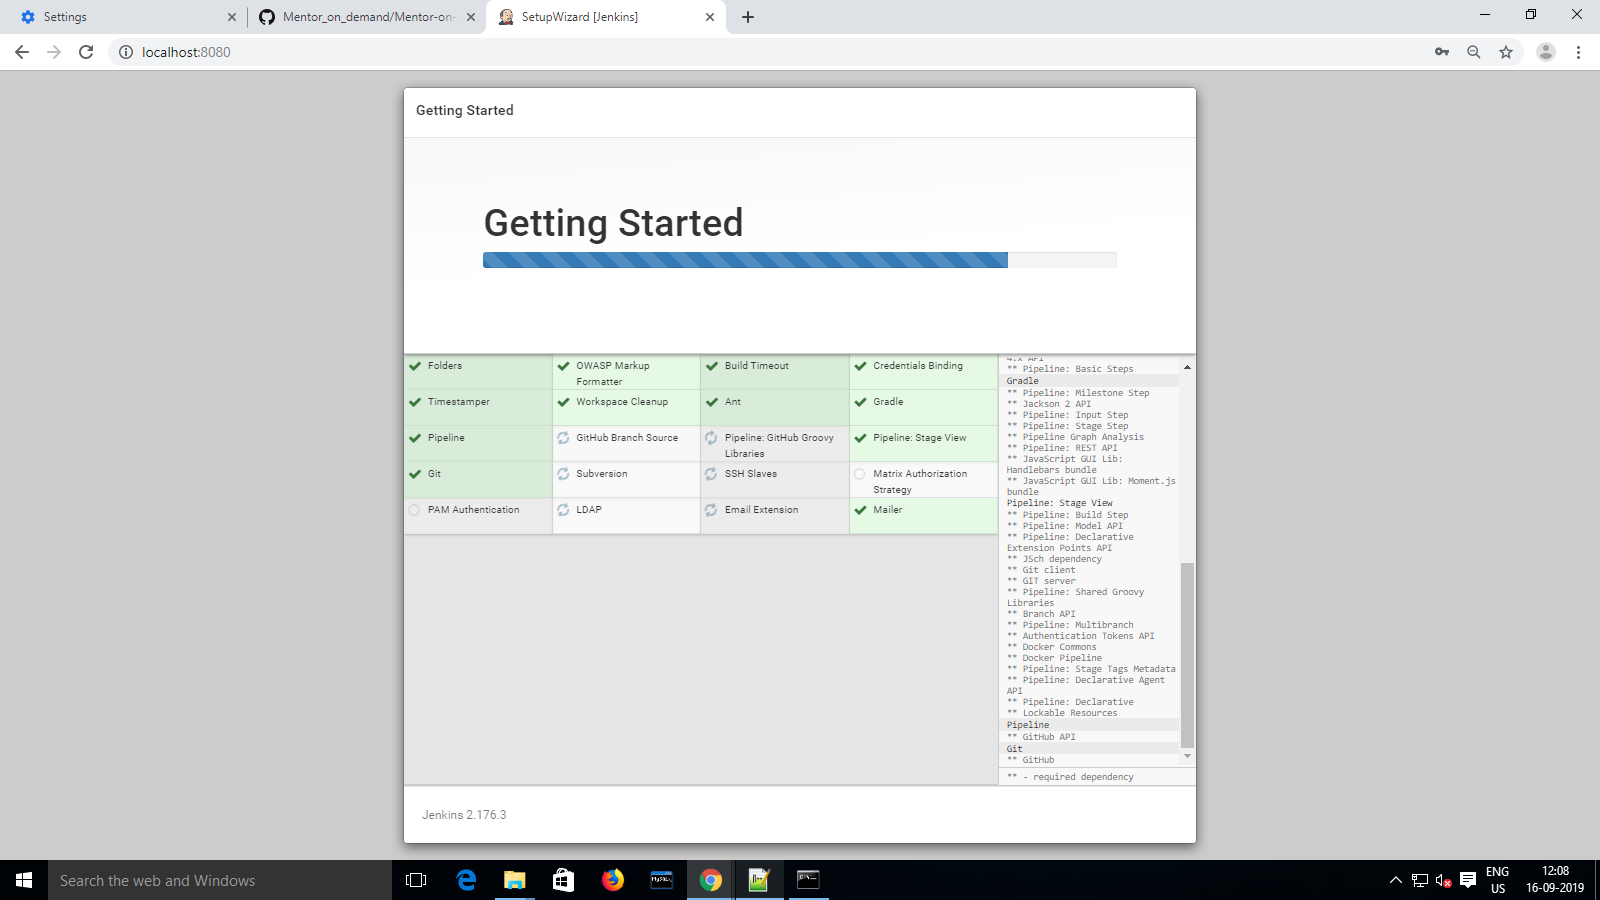 Settings
Mentor_on_demand/Mentor-on-
SetupWizard [Jenkins]
localhost:8080
Getting Started
Getting Started
Folders
OWASP Markup
Formatter
Build Timeout
Credentials Binding
Timestamper
Workspace Cleanup
Ant
Gradle
Pipeline
GitHub Branch Source
Pipeline: GitHub Groovy
Libraries
Pipeline: Stage View
Git
Subversion
SSH Slaves
Matrix Authorization
Strategy
PAM Authentication
LDAP
Email Extension
Mailer
4.x API
** Pipeline: Basic Steps
Gradle
** Pipeline: Milestone Step
** Jackson 2 API
** Pipeline: Input Step
** Pipeline: Stage Step
** Pipeline Graph Analysis
** Pipeline: REST API
** JavaScript GUI Lib:
Handlebars bundle
** JavaScript GUI Lib: Moment.js
bundle
Pipeline: Stage View
** Pipeline: Build Step
** Pipeline: Model API
** Pipeline: Declarative
Extension Points API
** JSch dependency
** Git client
** GIT server
** Pipeline: Shared Groovy
Libraries
** Branch API
** Pipeline: Multibranch
** Authentication Tokens API
** Docker Commons
** Docker Pipeline
** Pipeline: Stage Tags Metadata
** Pipeline: Declarative Agent
API
** Pipeline: Declarative
** Lockable Resources
Pipeline
** GitHub API
Git
** GitHub
** - required dependency
Jenkins 2.176.3
Search the web and Windows
MySQL
ENG
US
12:08
16-09-2019